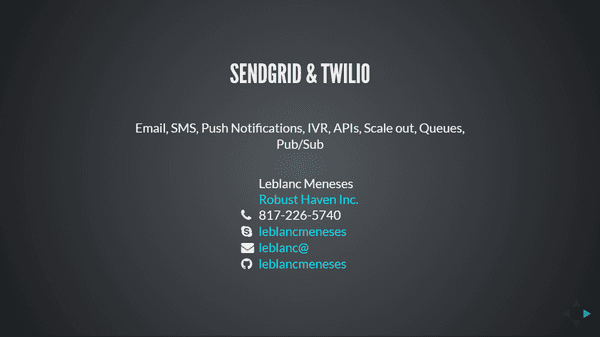 SENDGRID & TWILIO
Email, SMS, Push Notifications, IVR, APIs, Scale out, Queues,
Pub/Sub
Leblanc Meneses
Robust Haven Inc.
817-226-5740
leblancmeneses
leblanc@
leblancmeneses